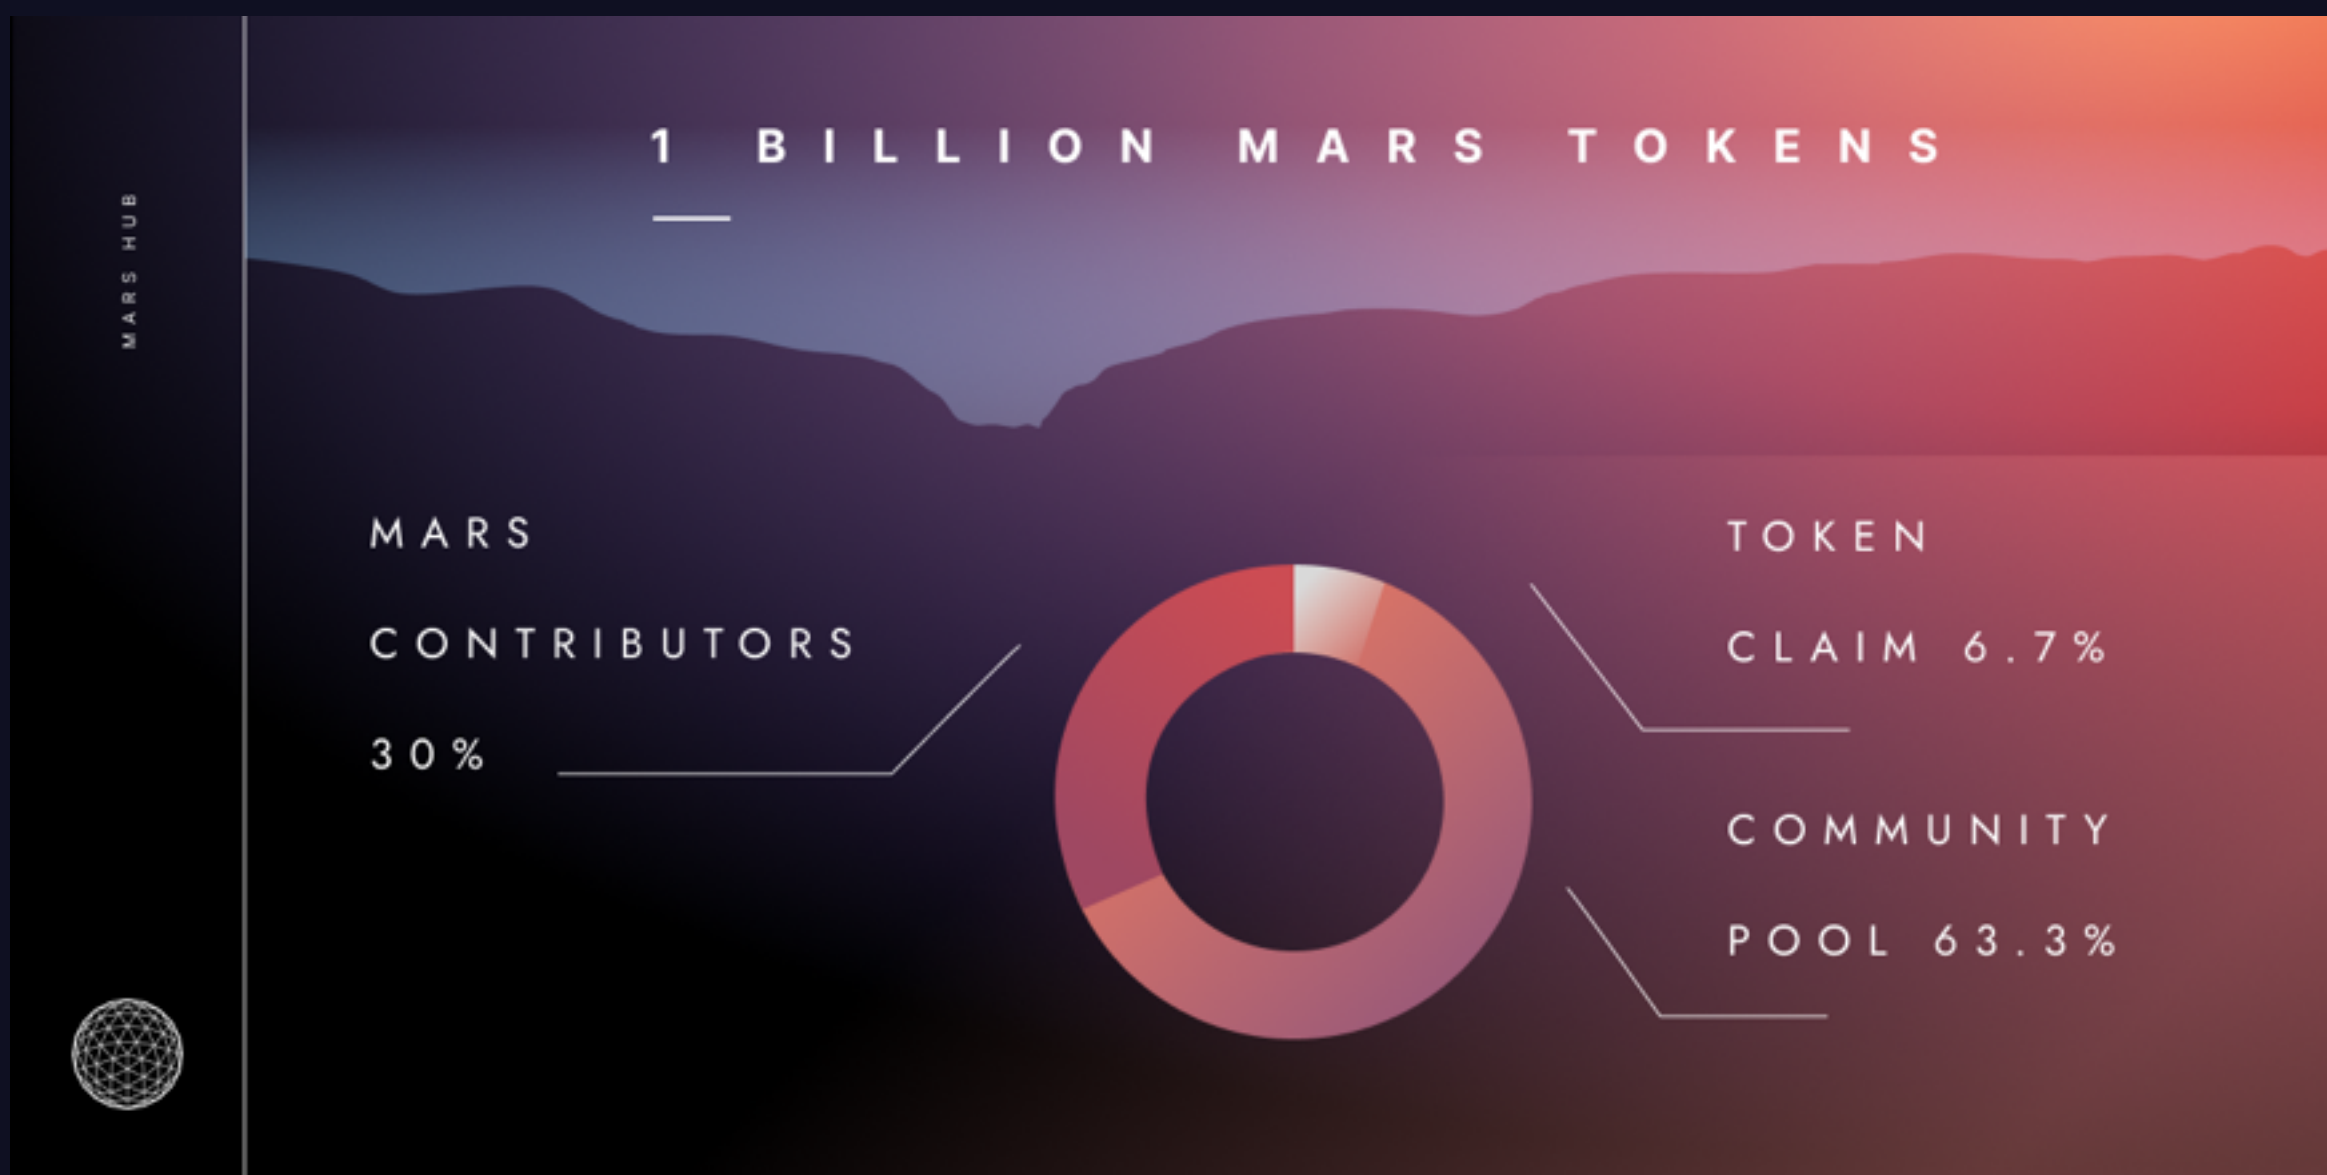 MARS HUB
1 BILLION MARS TOKENS
MARS
CONTRIBUTORS
30%
TOKEN
CLAIM 6.7%
COMMUNITY
POOL 63.3%